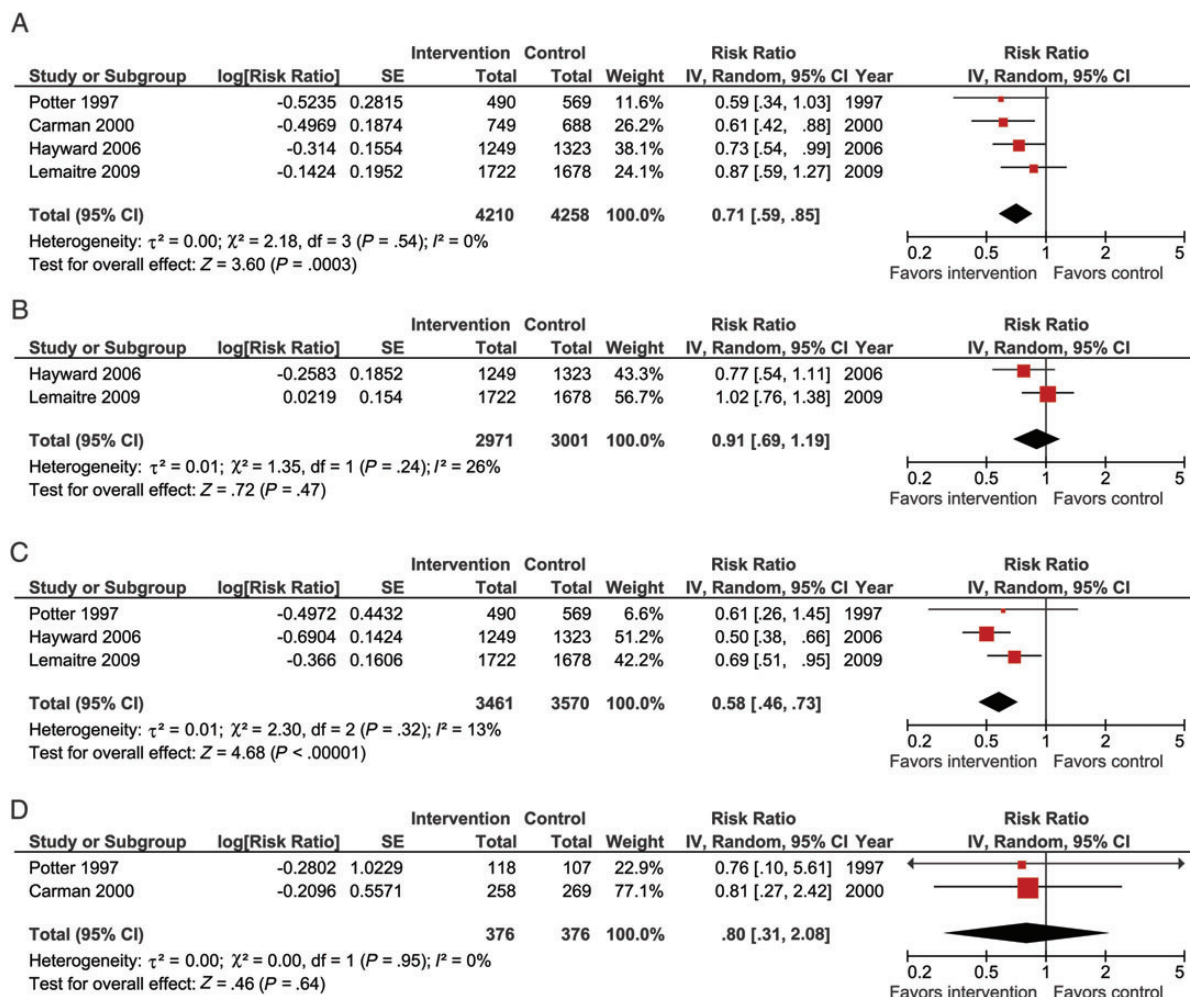 A
Intervention Control Risk Ratio Risk Ratio
Study or Subgroup log[Risk Ratio] SE Total Total Weight IV, Random, 95% CI Year IV, Random, 95% CI
Potter 1997 -0.5235 0.2815 490 569 11.6% 0.59 [.34, 1.03] 1997
Carman 2000 -0.4969 0.1874 749 688 26.2% 0.61 [.42, .88] 2000
Hayward 2006 -0.314 0.1554 1249 1323 38.1% 0.73 [.54, .99] 2006
Lemaitre 2009 -0.1424 0.1952 1722 1678 24.1% 0.87 [.59, 1.27] 2009
Total (95% CI) 4210 4258 100.0% 0.71 [.59, .85]
Heterogeneity: τ² = 0.00; χ² = 2.18, df = 3 (P = .54); I² = 0%
Test for overall effect: Z = 3.60 (P = .0003)
0.2 0.5 1 2 5
Favors intervention Favors control
B
Intervention Control Risk Ratio Risk Ratio
Study or Subgroup log[Risk Ratio] SE Total Total Weight IV, Random, 95% CI Year IV, Random, 95% CI
Hayward 2006 -0.2583 0.1852 1249 1323 43.3% 0.77 [.54, 1.11] 2006
Lemaitre 2009 0.0219 0.154 1722 1678 56.7% 1.02 [.76, 1.38] 2009
Total (95% CI) 2971 3001 100.0% 0.91 [.69, 1.19]
Heterogeneity: τ² = 0.01; χ² = 1.35, df = 1 (P = .24); I² = 26%
Test for overall effect: Z = .72 (P = .47)
0.2 0.5 1 2 5
Favors intervention Favors control
C
Intervention Control Risk Ratio Risk Ratio
Study or Subgroup log[Risk Ratio] SE Total Total Weight IV, Random, 95% CI Year IV, Random, 95% CI
Potter 1997 -0.4972 0.4432 490 569 6.6% 0.61 [.26, 1.45] 1997
Hayward 2006 -0.6904 0.1424 1249 1323 51.2% 0.50 [.38, .66] 2006
Lemaitre 2009 -0.366 0.1606 1722 1678 42.2% 0.69 [.51, .95] 2009
Total (95% CI) 3461 3570 100.0% 0.58 [.46, .73]
Heterogeneity: τ² = 0.01; χ² = 2.30, df = 2 (P = .32); I² = 13%
Test for overall effect: Z = 4.68 (P < .00001)
0.2 0.5 1 2 5
Favors intervention Favors control
D
Intervention Control Risk Ratio Risk Ratio
Study or Subgroup log[Risk Ratio] SE Total Total Weight IV, Random, 95% CI Year IV, Random, 95% CI
Potter 1997 -0.2802 1.0229 118 107 22.9% 0.76 [.10, 5.61] 1997
Carman 2000 -0.2096 0.5571 258 269 77.1% 0.81 [.27, 2.42] 2000
Total (95% CI) 376 376 100.0% .80 [.31, 2.08]
Heterogeneity: τ² = 0.00; χ² = 0.00, df = 1 (P = .95); I² = 0%
Test for overall effect: Z = .46 (P = .64)
0.2 0.5 1 2 5
Favors intervention Favors control